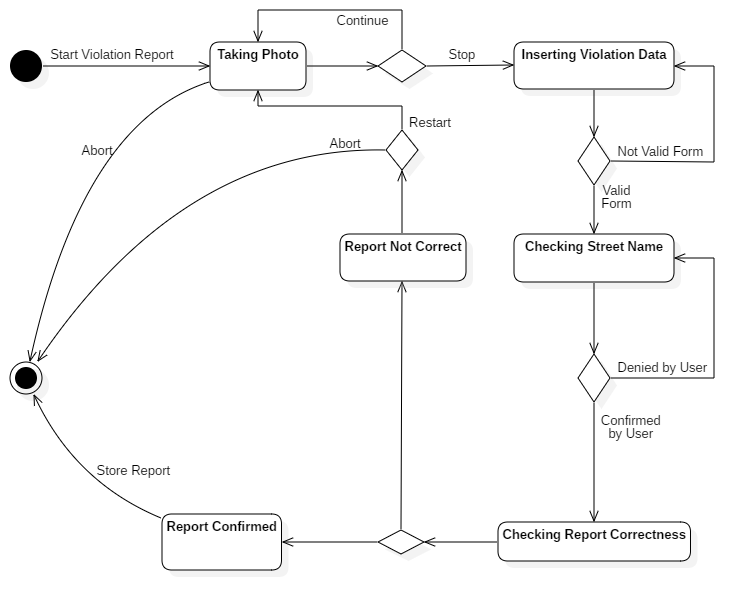 Continue
Start Violation Report
Taking Photo
Stop
Inserting Violation Data
Restart
Abort
Abort
Not Valid Form
Valid
Form
Report Not Correct
Checking Street Name
Denied by User
Confirmed
by User
Store Report
Report Confirmed
Checking Report Correctness